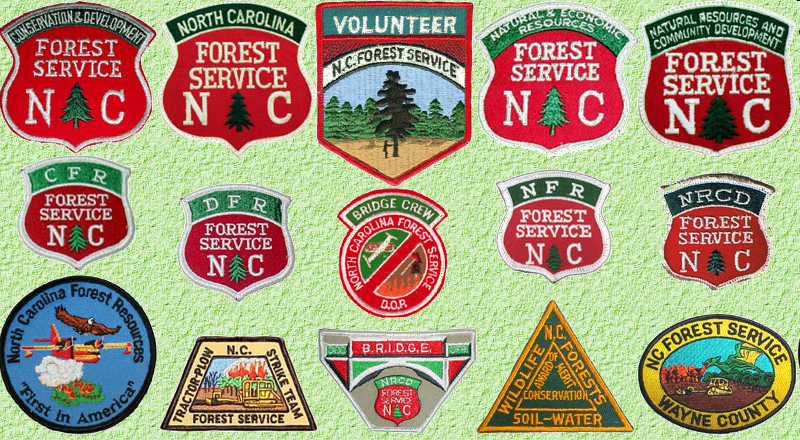 CONSERVATION & DEVELOPMENT
FOREST
SERVICE
N C
NORTH CAROLINA
FOREST
SERVICE
N C
VOLUNTEER
N.C. FOREST SERVICE
NATURAL & ECONOMIC
RESOURCES
FOREST
SERVICE
N C
NATURAL RESOURCES AND
COMMUNITY DEVELOPMENT
FOREST
SERVICE
N C
CFR
FOREST
SERVICE
N C
DFR
FOREST
SERVICE
N C
BRIDGE CREW
NORTH CAROLINA FOREST SERVICE
D.O.P.
NFR
FOREST
SERVICE
N C
NRCD
FOREST
SERVICE
N C
North Carolina Forest Resources
"First in America"
TRACTOR-PLOW
N.C.
STRIKE TEAM
FOREST SERVICE
B.R.I.D.G.E.
NRCD
FOREST
SERVICE
N C
WILDLIFE
N.C. FORESTS
AWARD OF MERIT
CONSERVATION
SOIL-WATER
NC FOREST SERVICE
WAYNE COUNTY